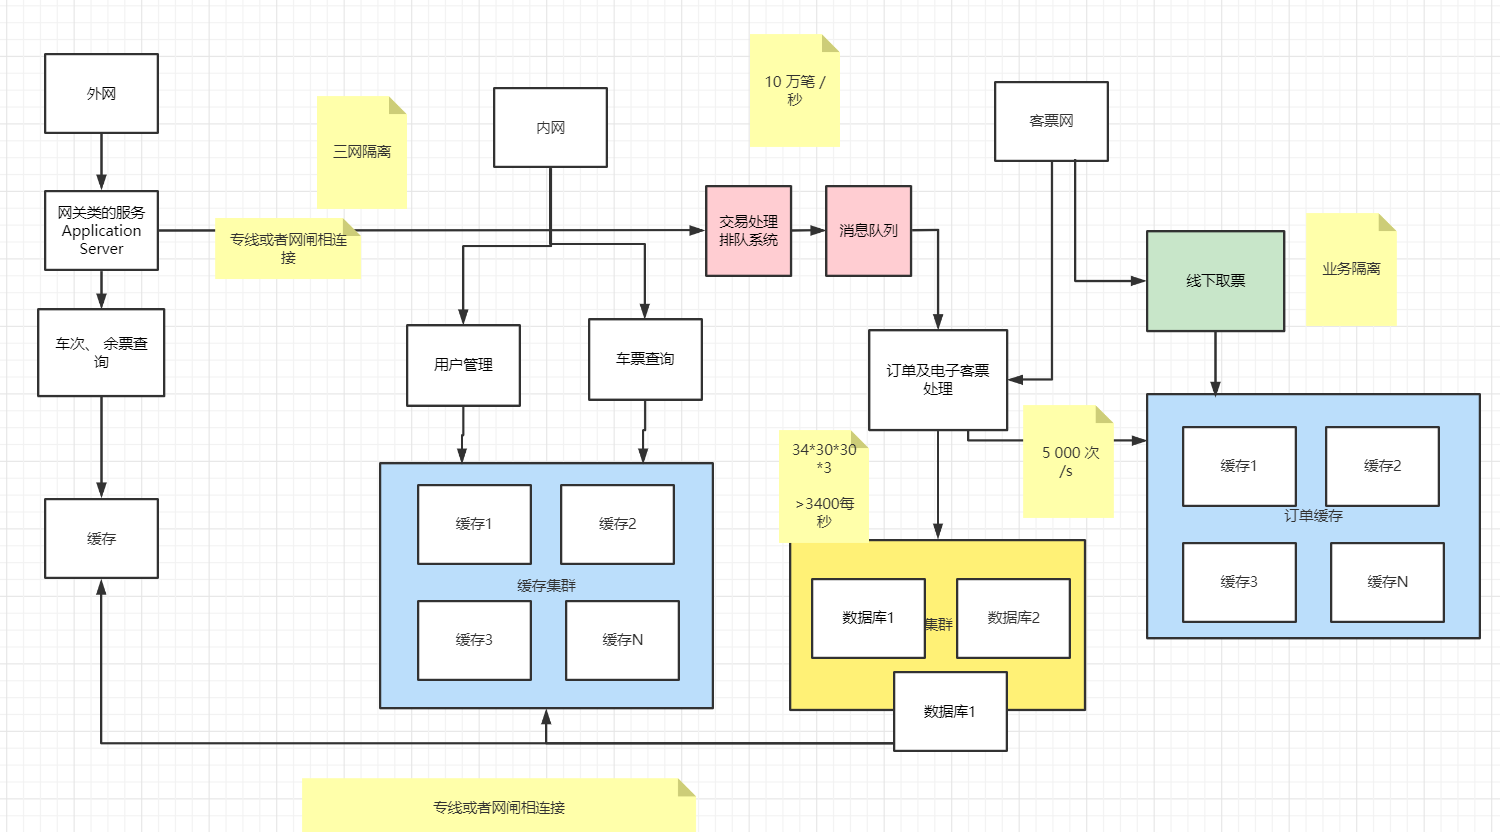 外网
三网隔离
内网
10 万笔 /
秒
客票网
网关类的服务
Application
Server
专线或者网闸相连
接
交易处理
排队系统
消息队列
线下取票
业务隔离
车次、 余票查
询
用户管理
车票查询
订单及电子客票
处理
34*30*30
*3
>3400每
秒
5 000 次
/s
缓存
缓存1
缓存2
缓存集群
缓存3
缓存N
数据库1
集群
数据库2
数据库1
缓存1
缓存2
订单缓存
缓存3
缓存N
专线或者网闸相连接